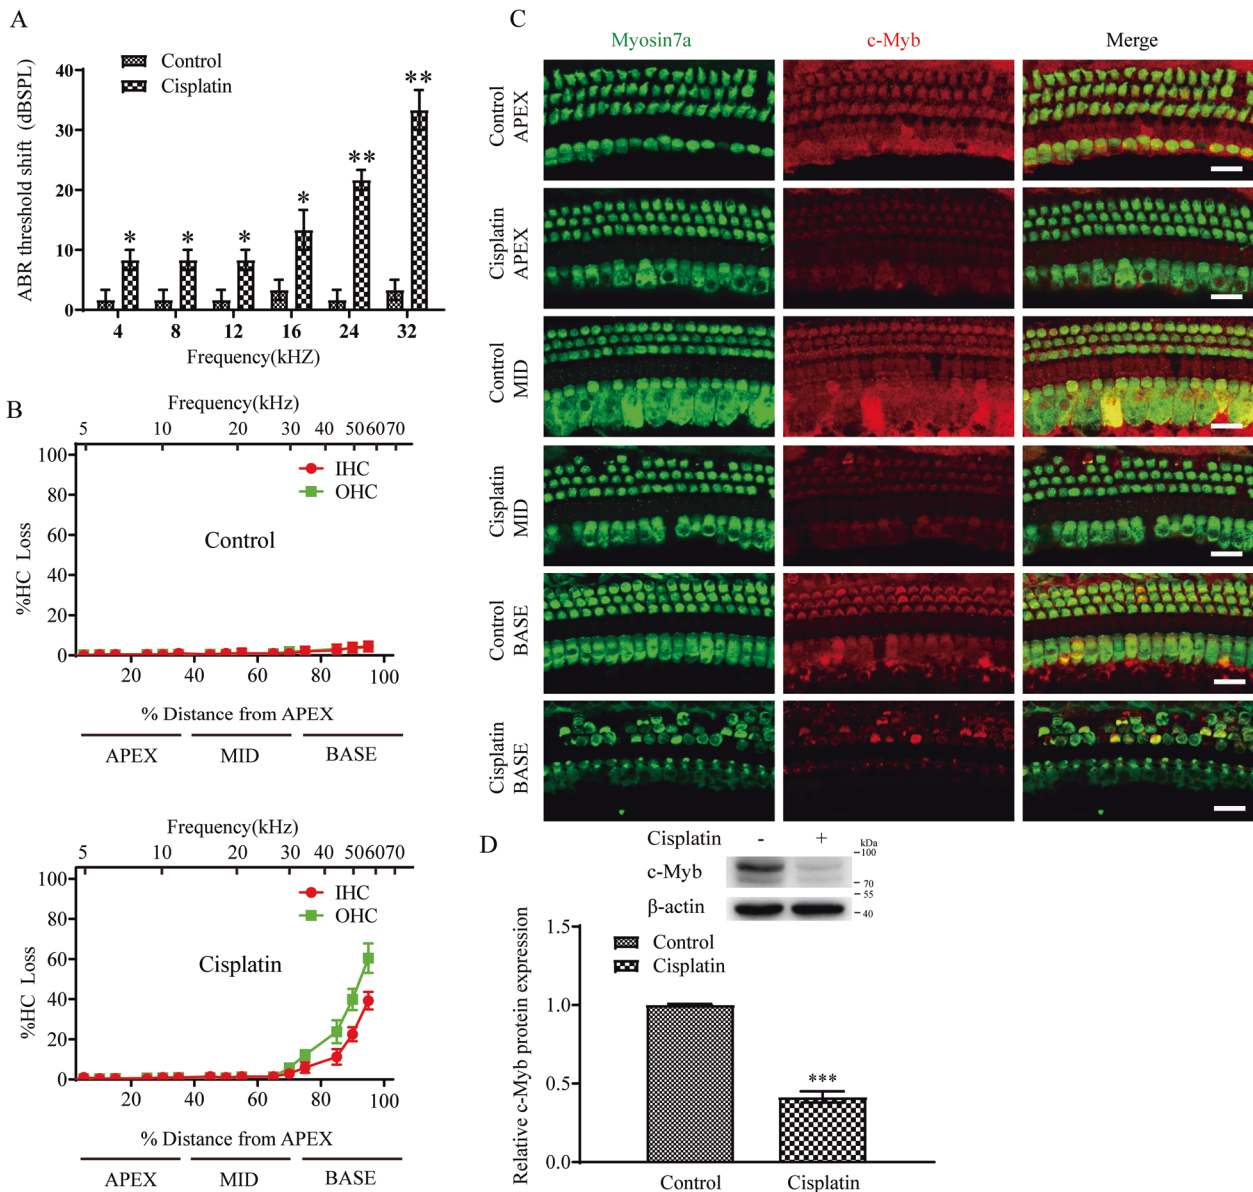 A
Control
Cisplatin
ABR threshold shift (dBSPL)
40
30
20
10
0
* * * * ** **
4 8 12 16 24 32
Frequency(kHZ)
B
Frequency(kHz)
5 10 20 30 40 50 60 70
IHC
OHC
Control
%HC Loss
100
80
60
40
20
0
20 40 60 80 100
% Distance from APEX
APEX MID BASE
Frequency(kHz)
5 10 20 30 40 50 60 70
IHC
OHC
Cisplatin
%HC Loss
100
80
60
40
20
0
20 40 60 80 100
% Distance from APEX
APEX MID BASE
C
Myosin7a c-Myb Merge
Control
APEX
Cisplatin
APEX
Control
MID
Cisplatin
MID
Control
BASE
Cisplatin
BASE
D
Cisplatin - +
kDa
c-Myb
β-actin
100
70
55
40
Control
Cisplatin
Relative c-Myb protein expression
1.5
1.0
0.5
0.0
***
Control Cisplatin